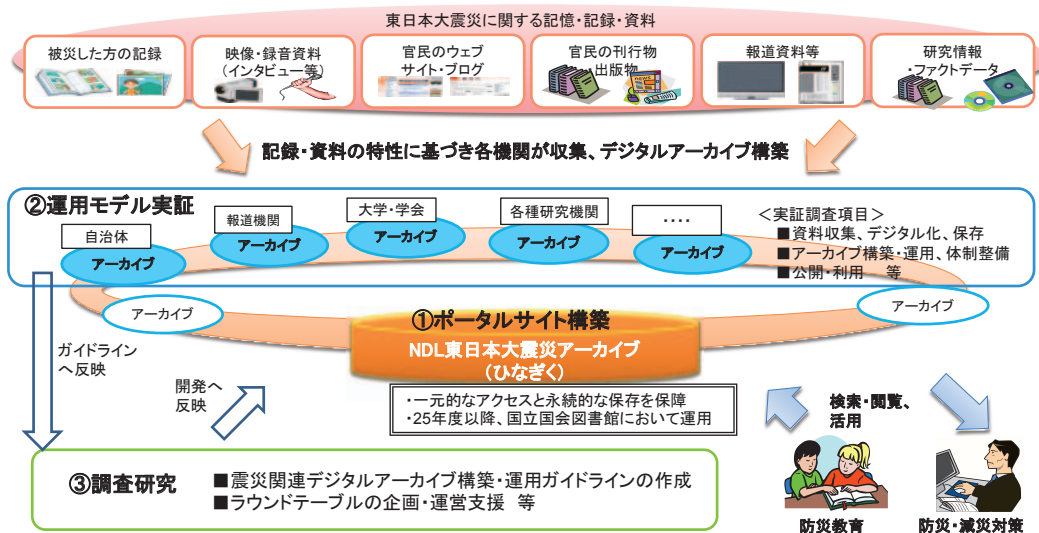 東日本大震災に関する記憶・記録・資料
被災した方の記録
映像・録音資料
(インタビュー等)
官民のウェブ
サイト・ブログ
官民の刊行物
・出版物
報道資料等
研究情報
・ファクトデータ
記録・資料の特性に基づき各機関が収集、デジタルアーカイブ構築
②運用モデル実証
自治体
アーカイブ
報道機関
アーカイブ
大学・学会
アーカイブ
各種研究機関
アーカイブ
‥‥
アーカイブ
＜実証調査項目＞
■資料収集、デジタル化、保存
■アーカイブ構築・運用、体制整備
■公開・利用　等
アーカイブ
アーカイブ
①ポータルサイト構築
NDL東日本大震災アーカイブ
(ひなぎく)
・一元的なアクセスと永続的な保存を保障
・25年度以降、国立国会図書館において運用
ガイドライン
へ反映
開発へ
反映
検索・閲覧、
活用
③調査研究
■震災関連デジタルアーカイブ構築・運用ガイドラインの作成
■ラウンドテーブルの企画・運営支援　等
防災教育
防災・減災対策